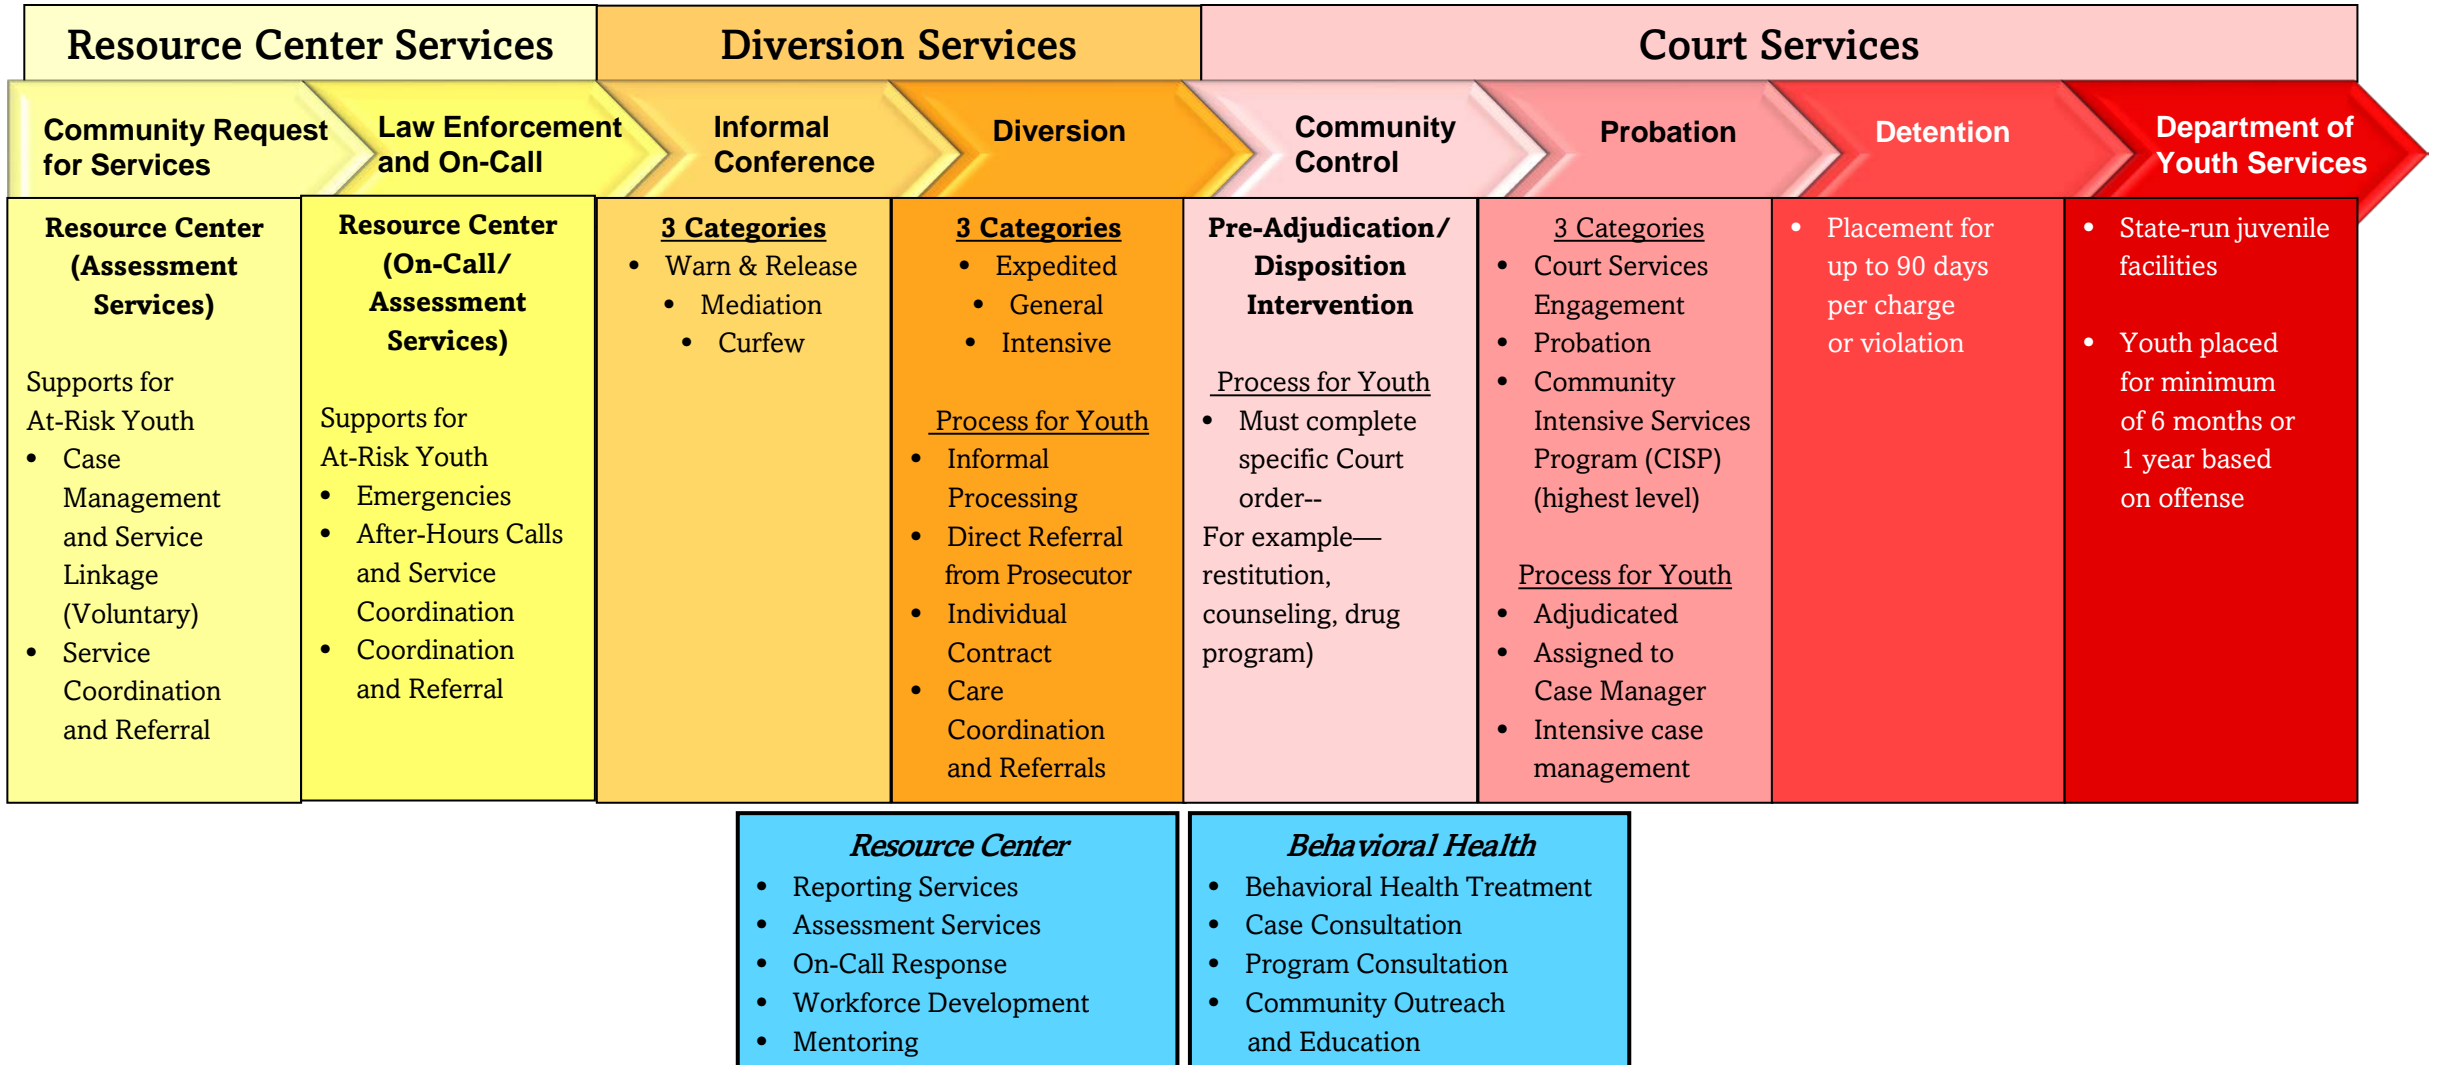 Resource Center Services
Diversion Services
Court Services
Community Request
for Services
Law Enforcement
and On-Call
Informal
Conference
Diversion
Community
Control
Probation
Detention
Department of
Youth Services
Resource Center
(Assessment
Services)
Supports for
At-Risk Youth
• Case
Management
and Service
Linkage
(Voluntary)
• Service
Coordination
and Referral
Resource Center
(On-Call/
Assessment
Services)
Supports for
At-Risk Youth
• Emergencies
• After-Hours Calls
and Service
Coordination
• Coordination
and Referral
3 Categories
• Warn & Release
• Mediation
• Curfew
3 Categories
• Expedited
• General
• Intensive
Process for Youth
• Informal
Processing
• Direct Referral
from Prosecutor
• Individual
Contract
• Care
Coordination
and Referrals
Pre-Adjudication/
Disposition
Intervention
Process for Youth
• Must complete
specific Court
order--
For example—
restitution,
counseling, drug
program)
3 Categories
• Court Services
Engagement
• Probation
• Community
Intensive Services
Program (CISP)
(highest level)
Process for Youth
• Adjudicated
• Assigned to
Case Manager
• Intensive case
management
• Placement for
up to 90 days
per charge
or violation
• State-run juvenile
facilities
• Youth placed
for minimum
of 6 months or
1 year based
on offense
Resource Center
• Reporting Services
• Assessment Services
• On-Call Response
• Workforce Development
• Mentoring
Behavioral Health
• Behavioral Health Treatment
• Case Consultation
• Program Consultation
• Community Outreach
and Education